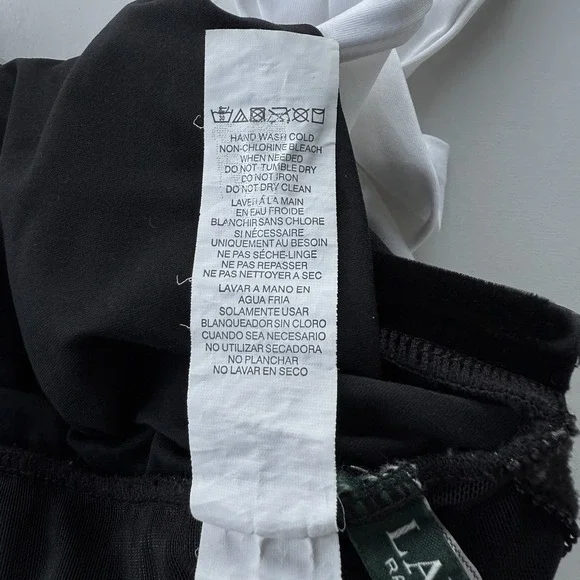 HAND WASH COLD
NON-CHLORINE BLEACH
WHEN NEEDED
DO NOT TUMBLE DRY
DO NOT IRON
DO NOT DRY CLEAN
LAVER À LA MAIN
EN EAU FROIDE
BLANCHIR SANS CHLORE
SI NÉCESSAIRE
UNIQUEMENT AU BESOIN
NE PAS SÉCHE-LINGE
NE PAS REPASSER
NE PAS NETTOYER A SEC
LAVAR A MANO EN
AGUA FRIA
SOLAMENTE USAR
BLANQUEADOR SIN CLORO
CUANDO SEA NECESARIO
NO UTILIZAR SECADORA
NO PLANCHAR
NO LAVAR EN SECO
LA